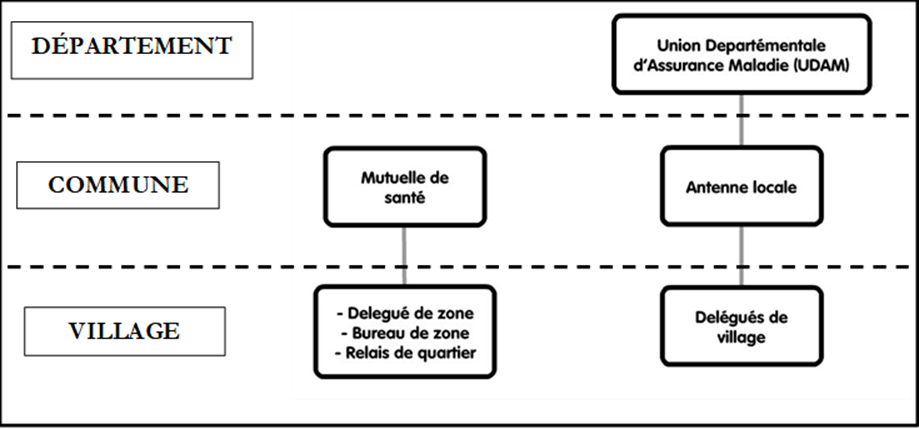 DÉPARTEMENT
Union Departémentale
d'Assurance Maladie (UDAM)
COMMUNE
Mutuelle de
santé
Antenne locale
VILLAGE
- Delegué de zone
- Bureau de zone
- Relais de quartier
Delégués de
village